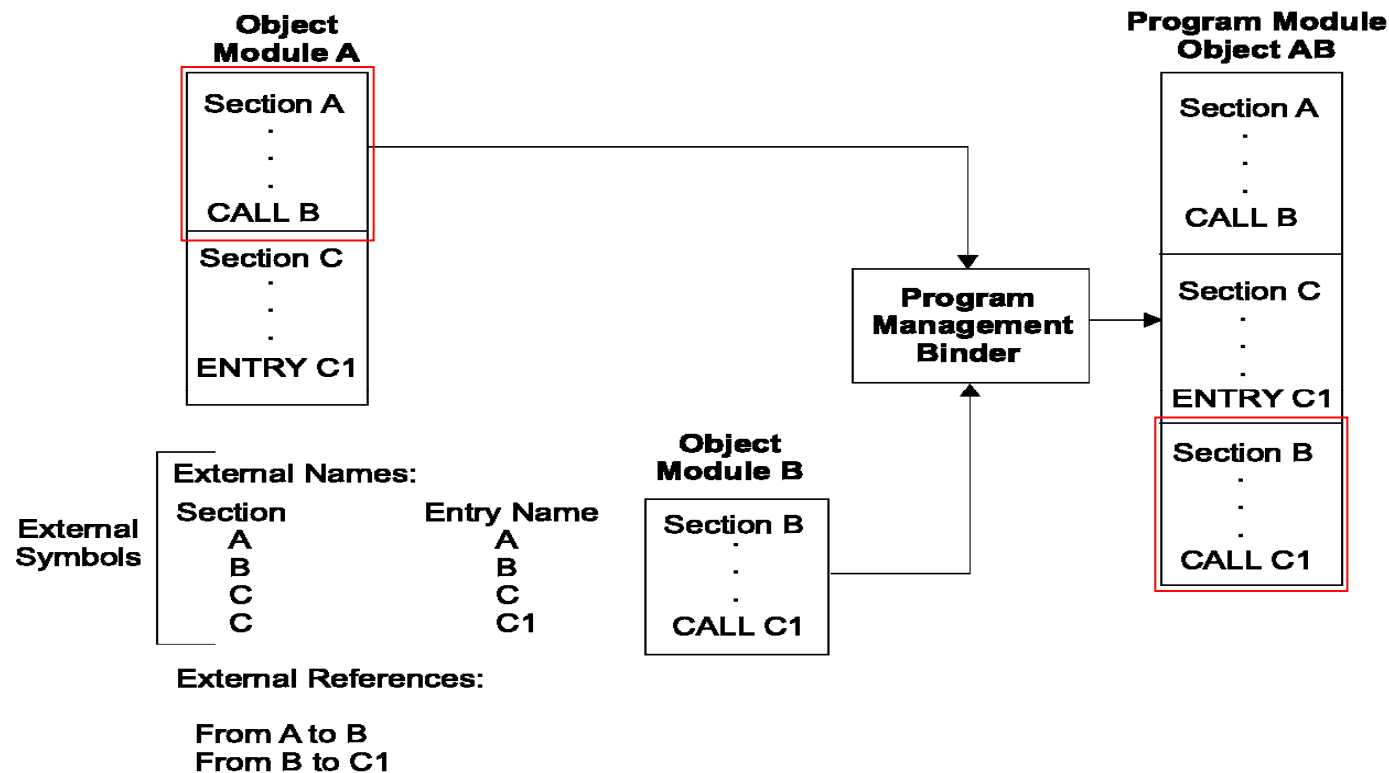 Object
Module A
Section A
.
.
.
CALL B
Section C
.
.
.
ENTRY C1
Program Module
Object AB
Section A
.
.
.
CALL B
Section C
.
.
.
ENTRY C1
Section B
.
.
.
CALL C1
Program
Management
Binder
Object
Module B
Section B
.
.
.
CALL C1
External
Symbols
External Names:
Section Entry Name
A A
B B
C C
C C1
External References:
From A to B
From B to C1